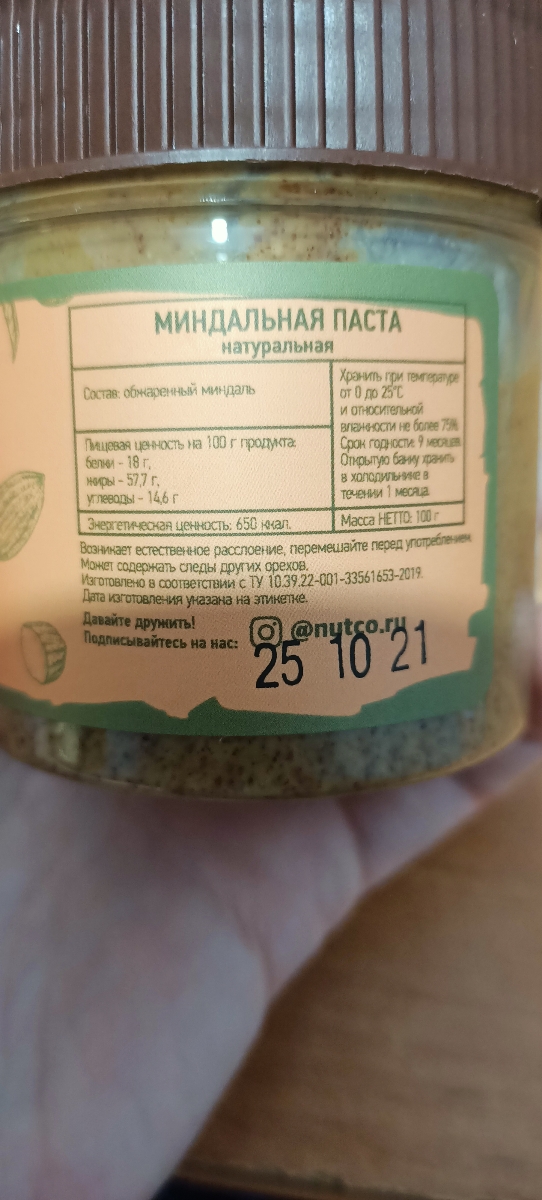 МИНДАЛЬНАЯ ПАСТА
натуральная
Состав: обжаренный миндаль
Пищевая ценность на 100 г продукта:
белки - 18 г,
жиры - 57,7 г,
углеводы - 14,6 г
Энергетическая ценность: 650 ккал.
Хранить при температуре
от 0 до 25°С
и относительной
влажности не более 75%
Срок годности: 9 месяцев.
Открытую банку хранить
в холодильнике в
течении 1 месяца.
Масса НЕТТО: 100 г
Возникает естественное расслоение, перемешайте перед употреблением.
Может содержать следы других орехов.
Изготовлено в соответствии с ТУ 10.39.22-001-33561653-2019.
Дата изготовления указана на этикетке.
Давайте дружить!
Подписывайтесь на нас: @nutco.ru
25 10 21